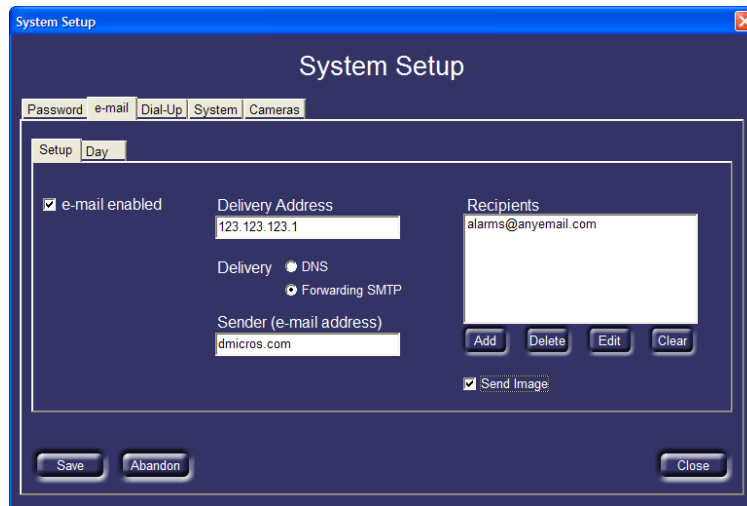 System Setup
System Setup
Password e-mail Dial-Up System Cameras
Setup Day
e-mail enabled
Delivery Address
123.123.123.1
Delivery DNS
Forwarding SMTP
Sender (e-mail address)
dmicros.com
Recipients
alarms@anyemail.com
Add Delete Edit Clear
Send Image
Save Abandon Close